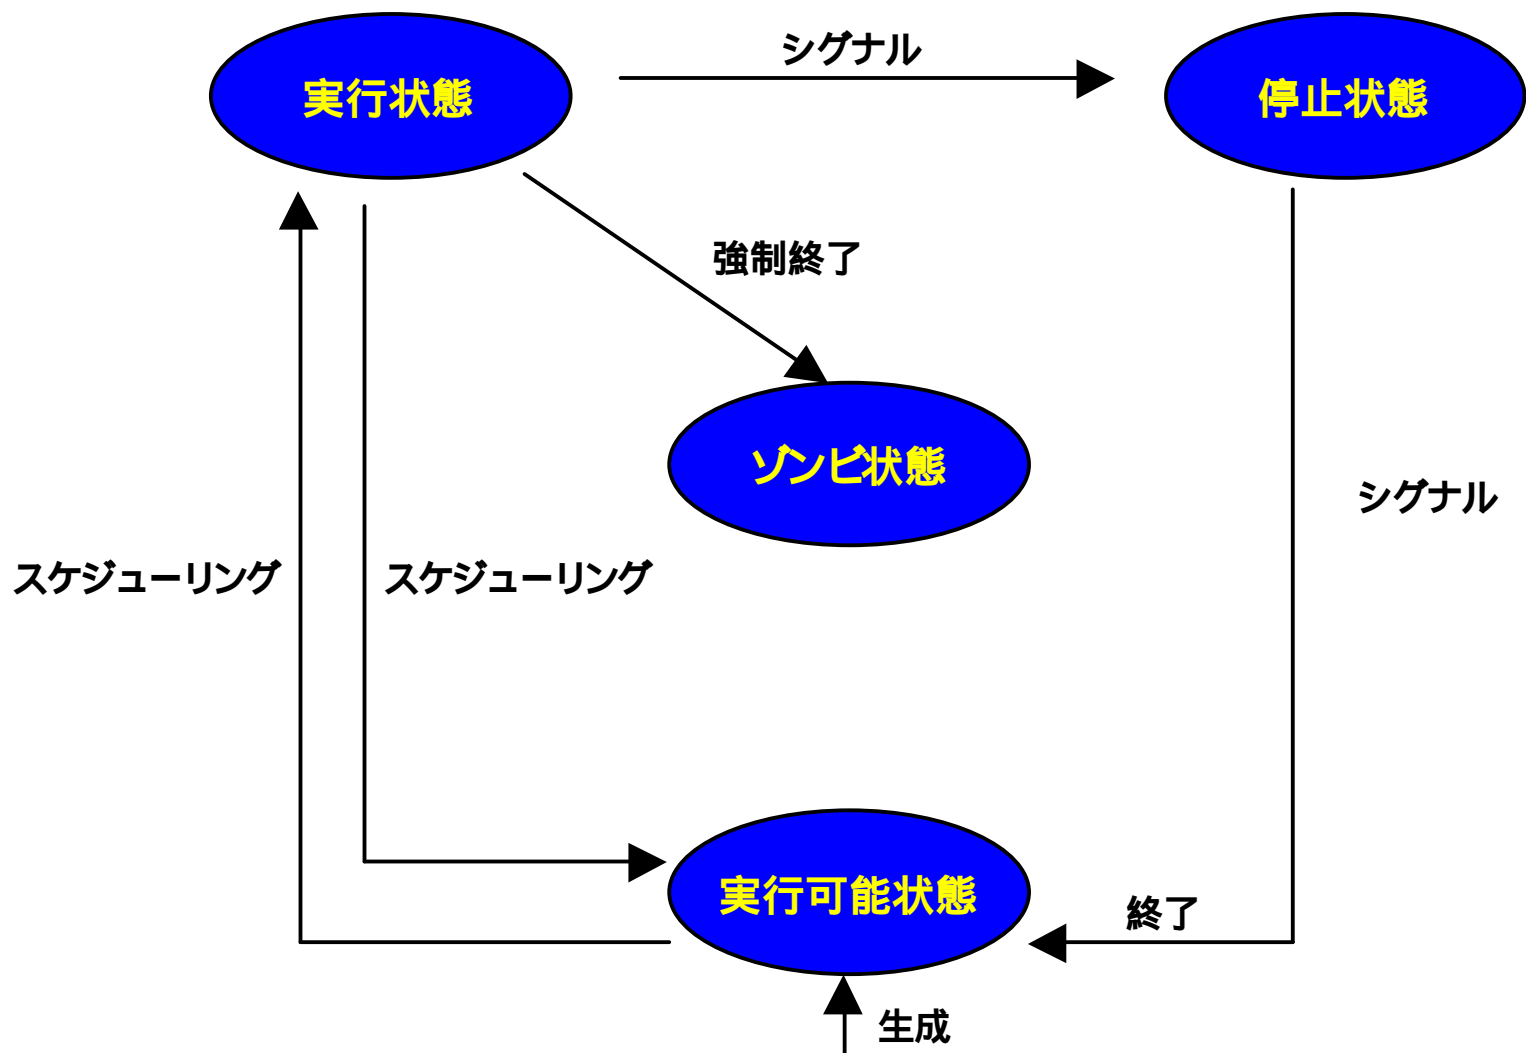 シグナル
実行状態
停止状態
強制終了
ゾンビ状態
シグナル
スケジューリング
スケジューリング
実行可能状態
終了
生成